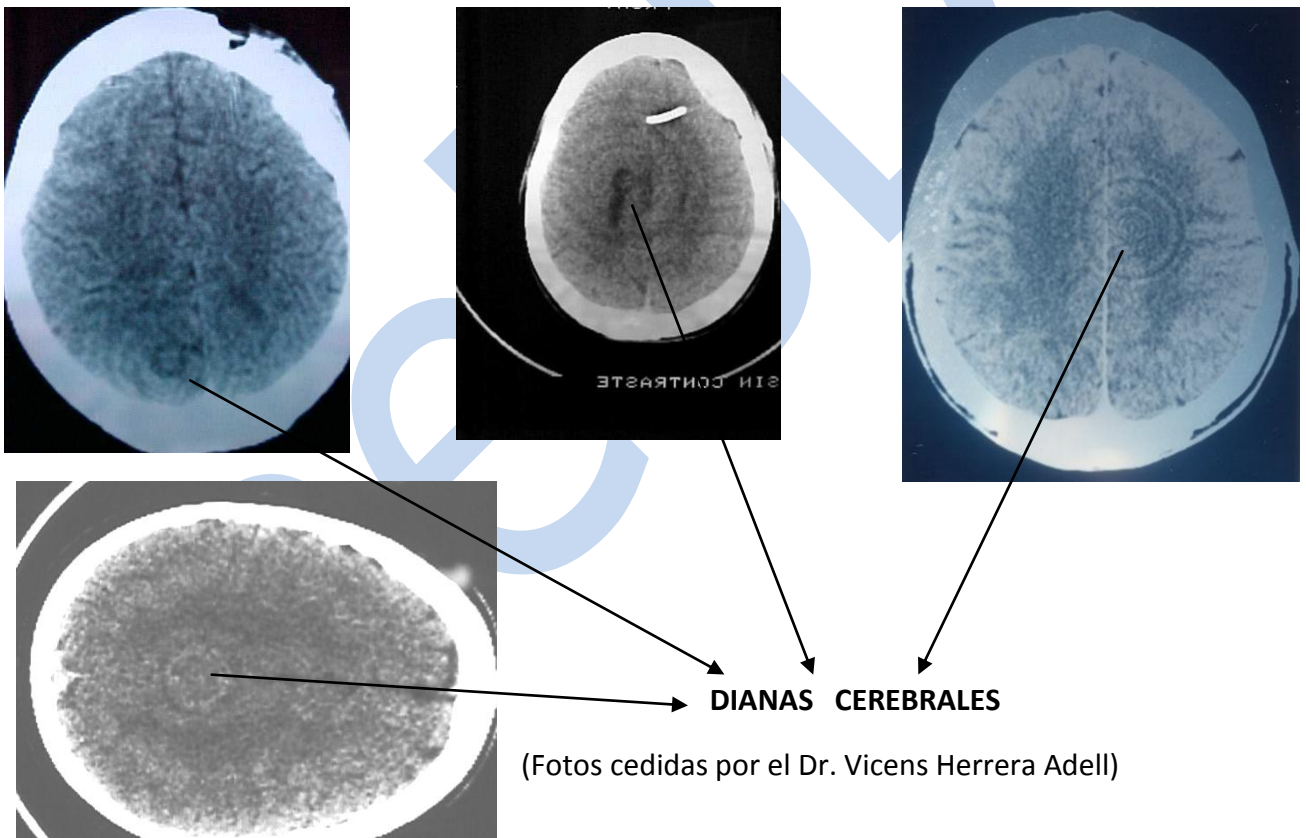 SIN CONTRASTE
DIANAS CEREBRALES
(Fotos cedidas por el Dr. Vicens Herrera Adell)